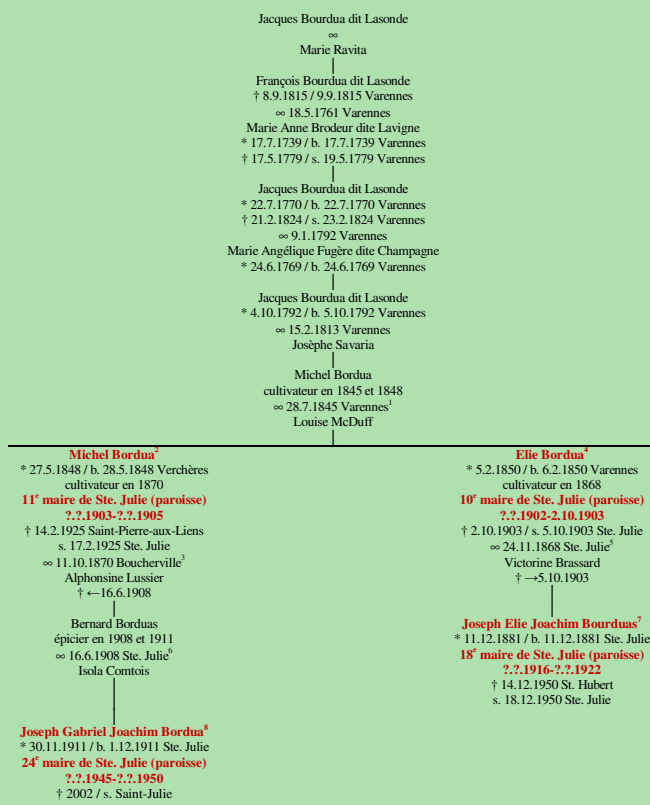 Jacques Bourdua dit Lasonde
∞
Marie Ravita
François Bourdua dit Lasonde
† 8.9.1815 / 9.9.1815 Varennes
∞ 18.5.1761 Varennes
Marie Anne Brodeur dite Lavigne
* 17.7.1739 / b. 17.7.1739 Varennes
† 17.5.1779 / s. 19.5.1779 Varennes
Jacques Bourdua dit Lasonde
* 22.7.1770 / b. 22.7.1770 Varennes
† 21.2.1824 / s. 23.2.1824 Varennes
∞ 9.1.1792 Varennes
Marie Angélique Fugère dite Champagne
* 24.6.1769 / b. 24.6.1769 Varennes
Jacques Bourdua dit Lasonde
* 4.10.1792 / b. 5.10.1792 Varennes
∞ 15.2.1813 Varennes
Josèphe Savaria
Michel Bordua
cultivateur en 1845 et 1848
∞ 28.7.1845 Varennes¹
Louise McDuff
Michel Bordua²
* 27.5.1848 / b. 28.5.1848 Verchères
cultivateur en 1870
11ᵉ maire de Ste. Julie (paroisse)
?.?.1903-?.?.1905
† 14.2.1925 Saint-Pierre-aux-Liens
s. 17.2.1925 Ste. Julie
∞ 11.10.1870 Boucherville³
Alphonsine Lussier
† ←16.6.1908
Bernard Borduas
épicier en 1908 et 1911
∞ 16.6.1908 Ste. Julie⁶
Isola Comtois
Joseph Gabriel Joachim Bordua⁸
* 30.11.1911 / b. 1.12.1911 Ste. Julie
24ᵉ maire de Ste. Julie (paroisse)
?.?.1945-?.?.1950
† 2002 / s. Saint-Julie
Elie Bordua⁴
* 5.2.1850 / b. 6.2.1850 Varennes
cultivateur en 1868
10ᵉ maire de Ste. Julie (paroisse)
?.?.1902-2.10.1903
† 2.10.1903 / s. 5.10.1903 Ste. Julie
∞ 24.11.1868 Ste. Julie⁵
Victorine Brassard
† →5.10.1903
Joseph Elie Joachim Bourduas⁷
* 11.12.1881 / b. 11.12.1881 Ste. Julie
18ᵉ maire de Ste. Julie (paroisse)
?.?.1916-?.?.1922
† 14.12.1950 St. Hubert
s. 18.12.1950 Ste. Julie